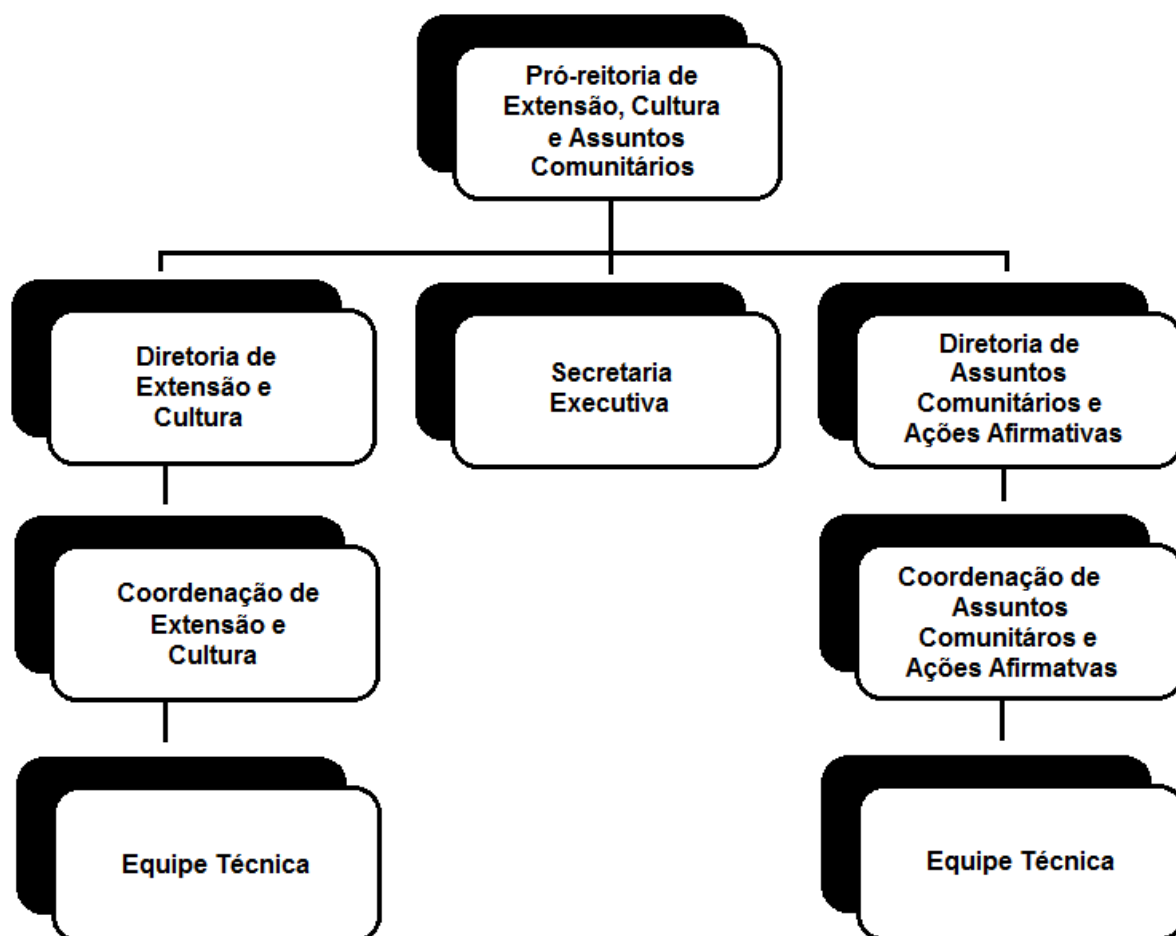 Pró-reitoria de
Extensão, Cultura
e Assuntos
Comunitários
Diretoria de
Extensão e
Cultura
Secretaria
Executiva
Diretoria de
Assuntos
Comunitários e
Ações Afirmativas
Coordenação de
Extensão e
Cultura
Coordenação de
Assuntos
Comunitáros e
Ações Afirmatvas
Equipe Técnica
Equipe Técnica